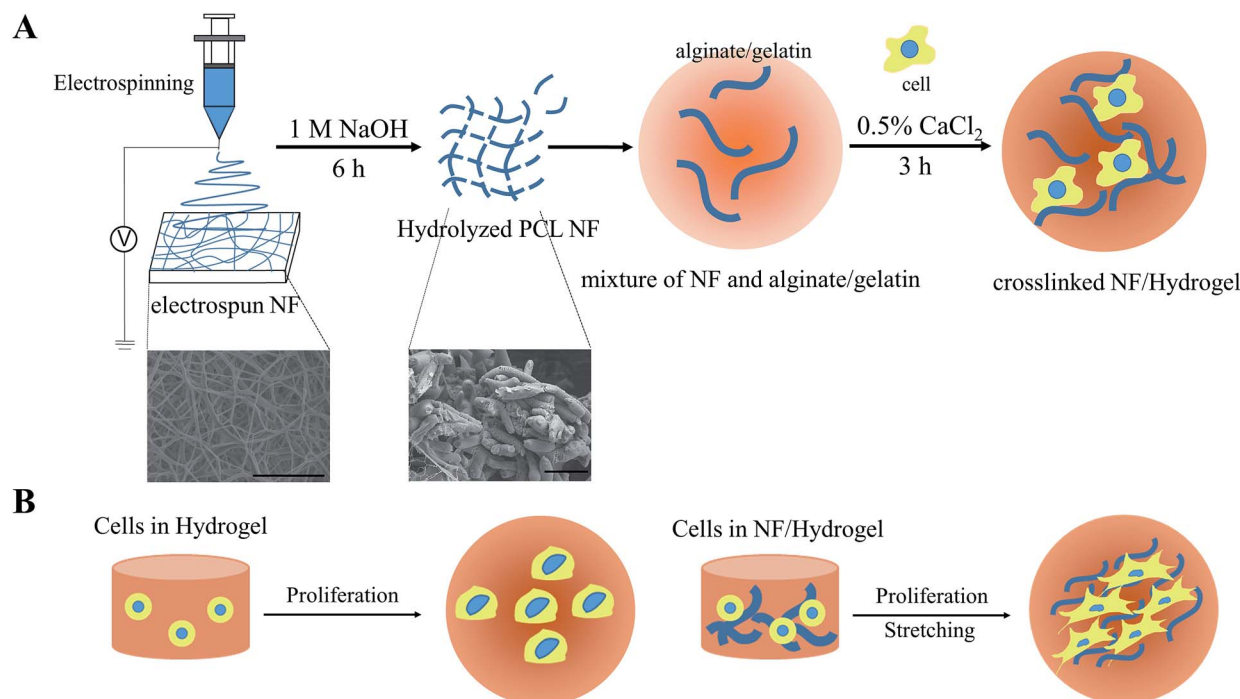 A
Electrospinning
V
electrospun NF
1 M NaOH
6 h
Hydrolyzed PCL NF
alginate/gelatin
mixture of NF and alginate/gelatin
cell
0.5% CaCl₂
3 h
crosslinked NF/Hydrogel
B
Cells in Hydrogel
Proliferation
Cells in NF/Hydrogel
Proliferation
Stretching